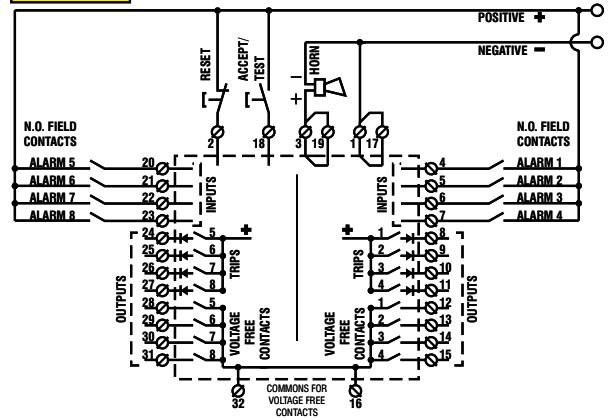 POSITIVE +
NEGATIVE −
RESET
ACCEPT/
TEST
HORN
−
+
2
18
3
19
1
17
N.O. FIELD
CONTACTS
ALARM 5
ALARM 6
ALARM 7
ALARM 8
20
21
22
23
INPUTS
INPUTS
4
5
6
7
N.O. FIELD
CONTACTS
ALARM 1
ALARM 2
ALARM 3
ALARM 4
OUTPUTS
24
25
26
27
28
29
30
31
5
6
7
8
5
6
7
8
+
TRIPS
VOLTAGE
FREE
CONTACTS
+
TRIPS
VOLTAGE
FREE
CONTACTS
1
2
3
4
1
2
3
4
8
9
10
11
12
13
14
15
OUTPUTS
32
COMMONS FOR
VOLTAGE FREE
CONTACTS
16